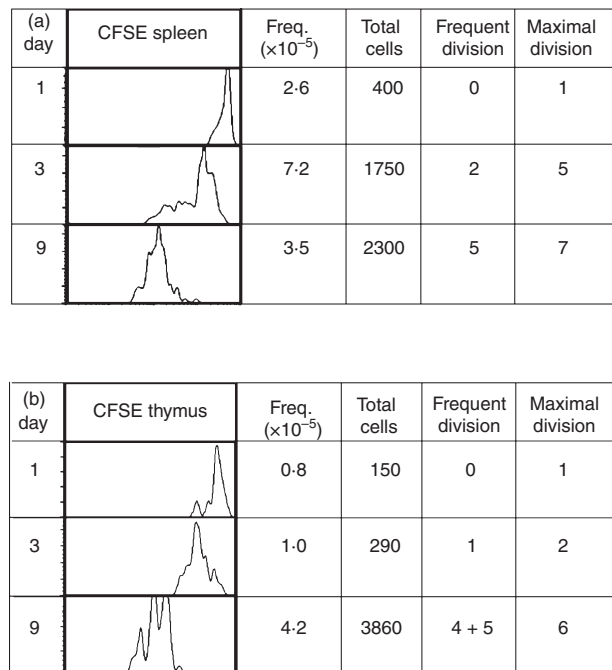 (a)
day CFSE spleen Freq.
(×10⁻⁵) Total
cells Frequent
division Maximal
division
1 2·6 400 0 1
3 7·2 1750 2 5
9 3·5 2300 5 7
(b)
day CFSE thymus Freq.
(×10⁻⁵) Total
cells Frequent
division Maximal
division
1 0·8 150 0 1
3 1·0 290 1 2
9 4·2 3860 4 + 5 6